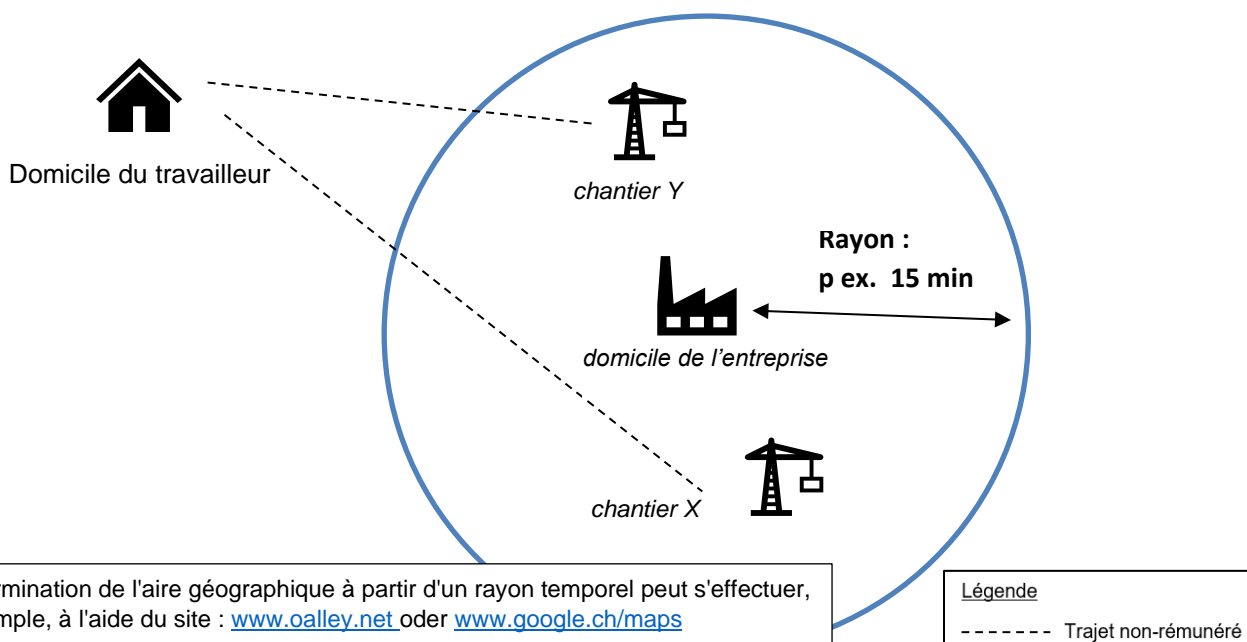 Domicile du travailleur
chantier Y
Rayon :
p ex. 15 min
domicile de l'entreprise
chantier X
rmination de l'aire géographique à partir d'un rayon temporel peut s'effectuer,
mple, à l'aide du site : www.oalley.net oder www.google.ch/maps
Légende
Trajet non-rémunéré